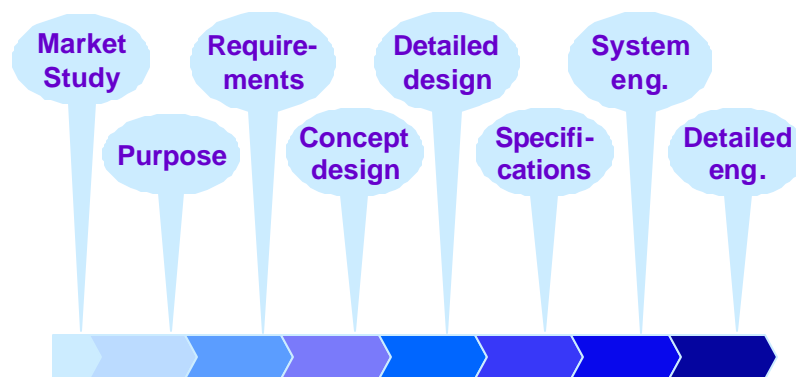 Market
Study
Purpose
Require-
ments
Concept
design
Detailed
design
Specifi-
cations
System
eng.
Detailed
eng.